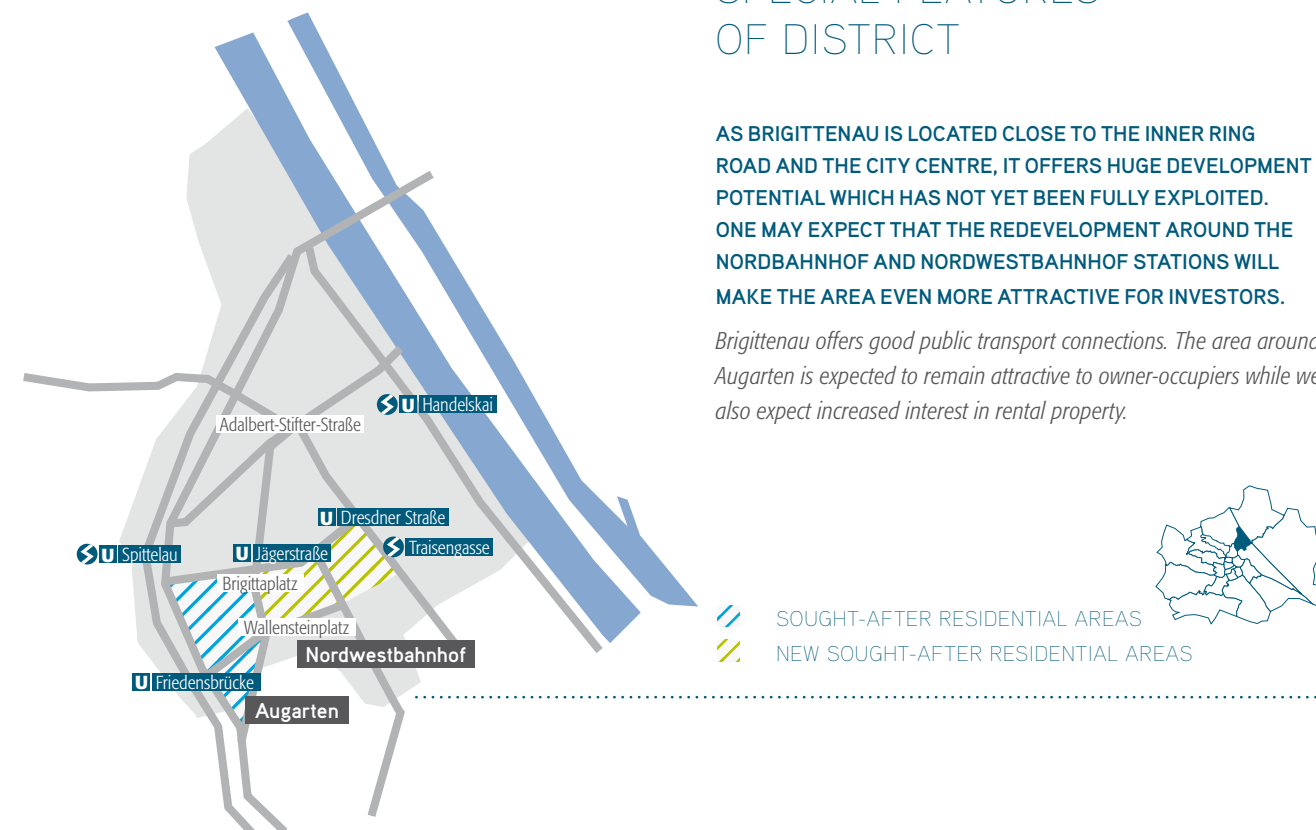 SPECIAL FEATURES
OF DISTRICT
AS BRIGITTENAU IS LOCATED CLOSE TO THE INNER RING
ROAD AND THE CITY CENTRE, IT OFFERS HUGE DEVELOPMENT
POTENTIAL WHICH HAS NOT YET BEEN FULLY EXPLOITED.
ONE MAY EXPECT THAT THE REDEVELOPMENT AROUND THE
NORDBAHNHOF AND NORDWESTBAHNHOF STATIONS WILL
MAKE THE AREA EVEN MORE ATTRACTIVE FOR INVESTORS.
Brigittenau offers good public transport connections. The area around
Augarten is expected to remain attractive to owner-occupiers while we
also expect increased interest in rental property.
S U Handelskai
Adalbert-Stifter-Straße
U Dresdner Straße
S Traisengasse
S U Spittelau
U Jägerstraße
Brigittaplatz
Wallensteinplatz
Nordwestbahnhof
U Friedensbrücke
Augarten
SOUGHT-AFTER RESIDENTIAL AREAS
NEW SOUGHT-AFTER RESIDENTIAL AREAS